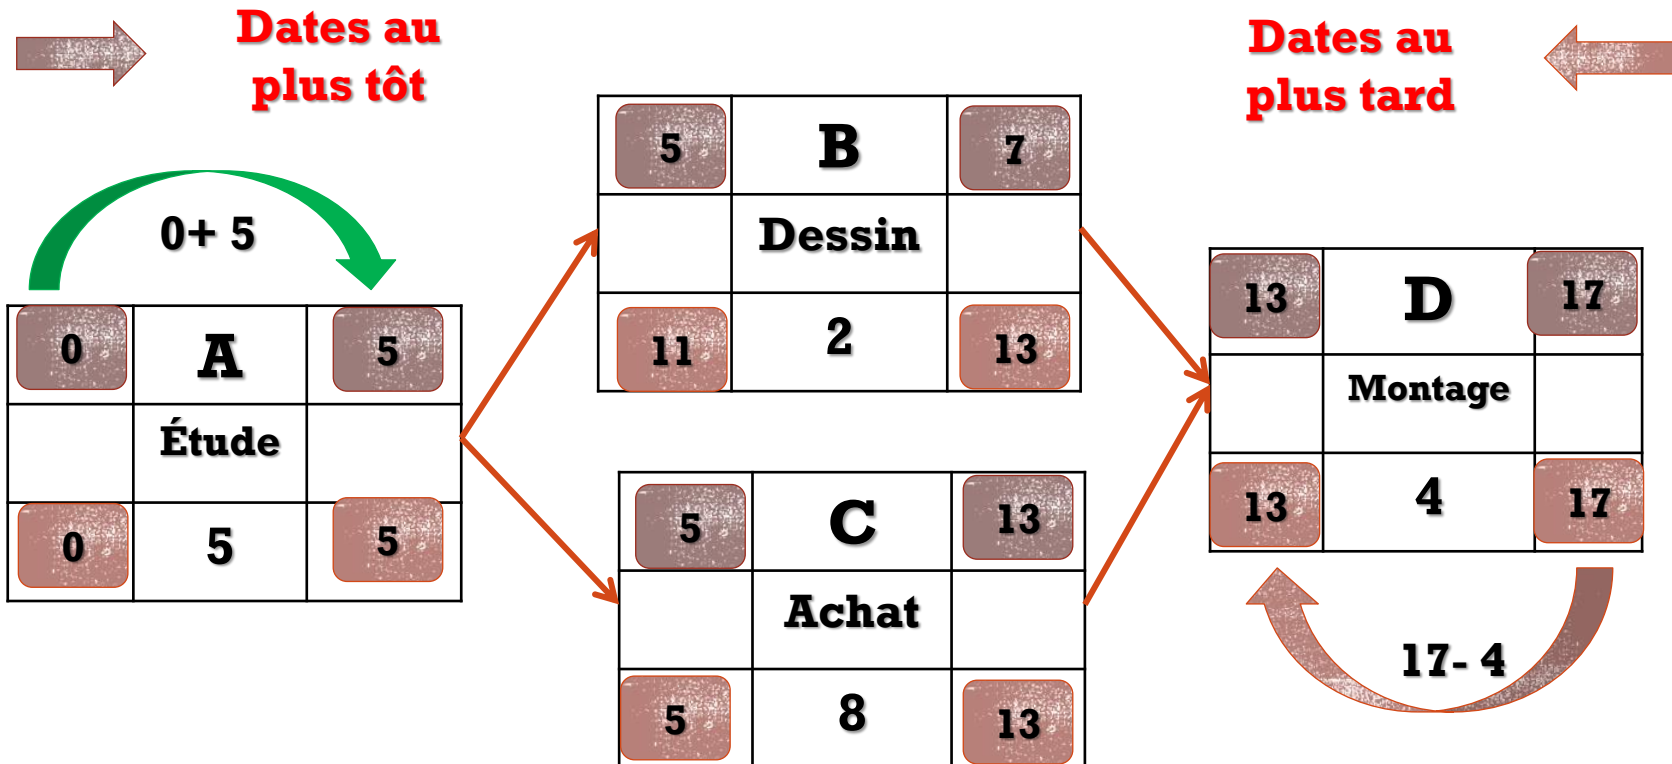 Dates au
plus tôt
Dates au
plus tard
0+ 5
0 A 5
Étude
0 5 5
5 B 7
Dessin
11 2 13
5 C 13
Achat
5 8 13
13 D 17
Montage
13 4 17
17- 4